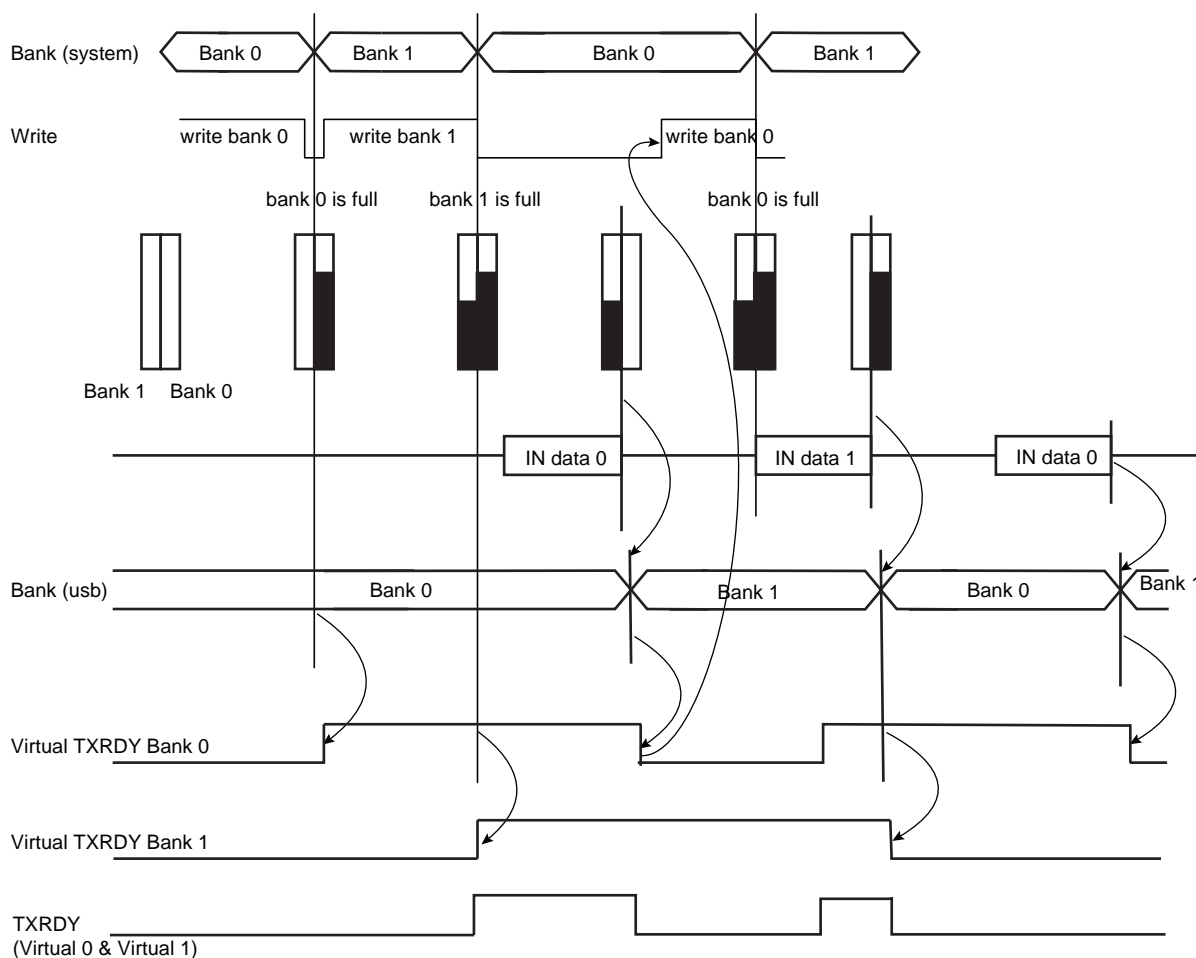 Bank (system)
Bank 0
Bank 1
Bank 0
Bank 1
Write
write bank 0
write bank 1
write bank 0
bank 0 is full
bank 1 is full
bank 0 is full
Bank 1
Bank 0
IN data 0
IN data 1
IN data 0
Bank (usb)
Bank 0
Bank 1
Bank 0
Bank 1
Virtual TXRDY Bank 0
Virtual TXRDY Bank 1
TXRDY
(Virtual 0 & Virtual 1)